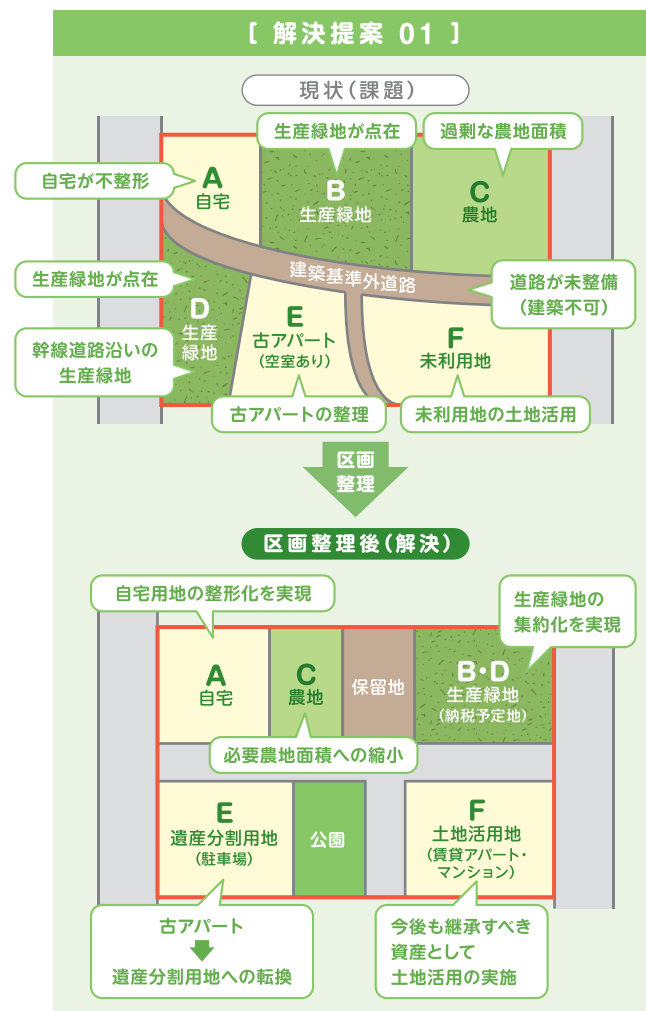 [ 解決提案 01 ]
現状(課題)
生産緑地が点在
過剰な農地面積
自宅が不整形
A
自宅
B
生産緑地
C
農地
建築基準外道路
生産緑地が点在
道路が未整備
(建築不可)
D
生産
緑地
E
古アパート
(空室あり)
F
未利用地
幹線道路沿いの
生産緑地
古アパートの整理
未利用地の土地活用
区画
整理
区画整理後(解決)
自宅用地の整形化を実現
生産緑地の
集約化を実現
A
自宅
C
農地
保留地
B・D
生産緑地
(納税予定地)
必要農地面積への縮小
E
遺産分割用地
(駐車場)
公園
F
土地活用地
(賃貸アパート・
マンション)
古アパート
遺産分割用地への転換
今後も継承すべき
資産として
土地活用の実施